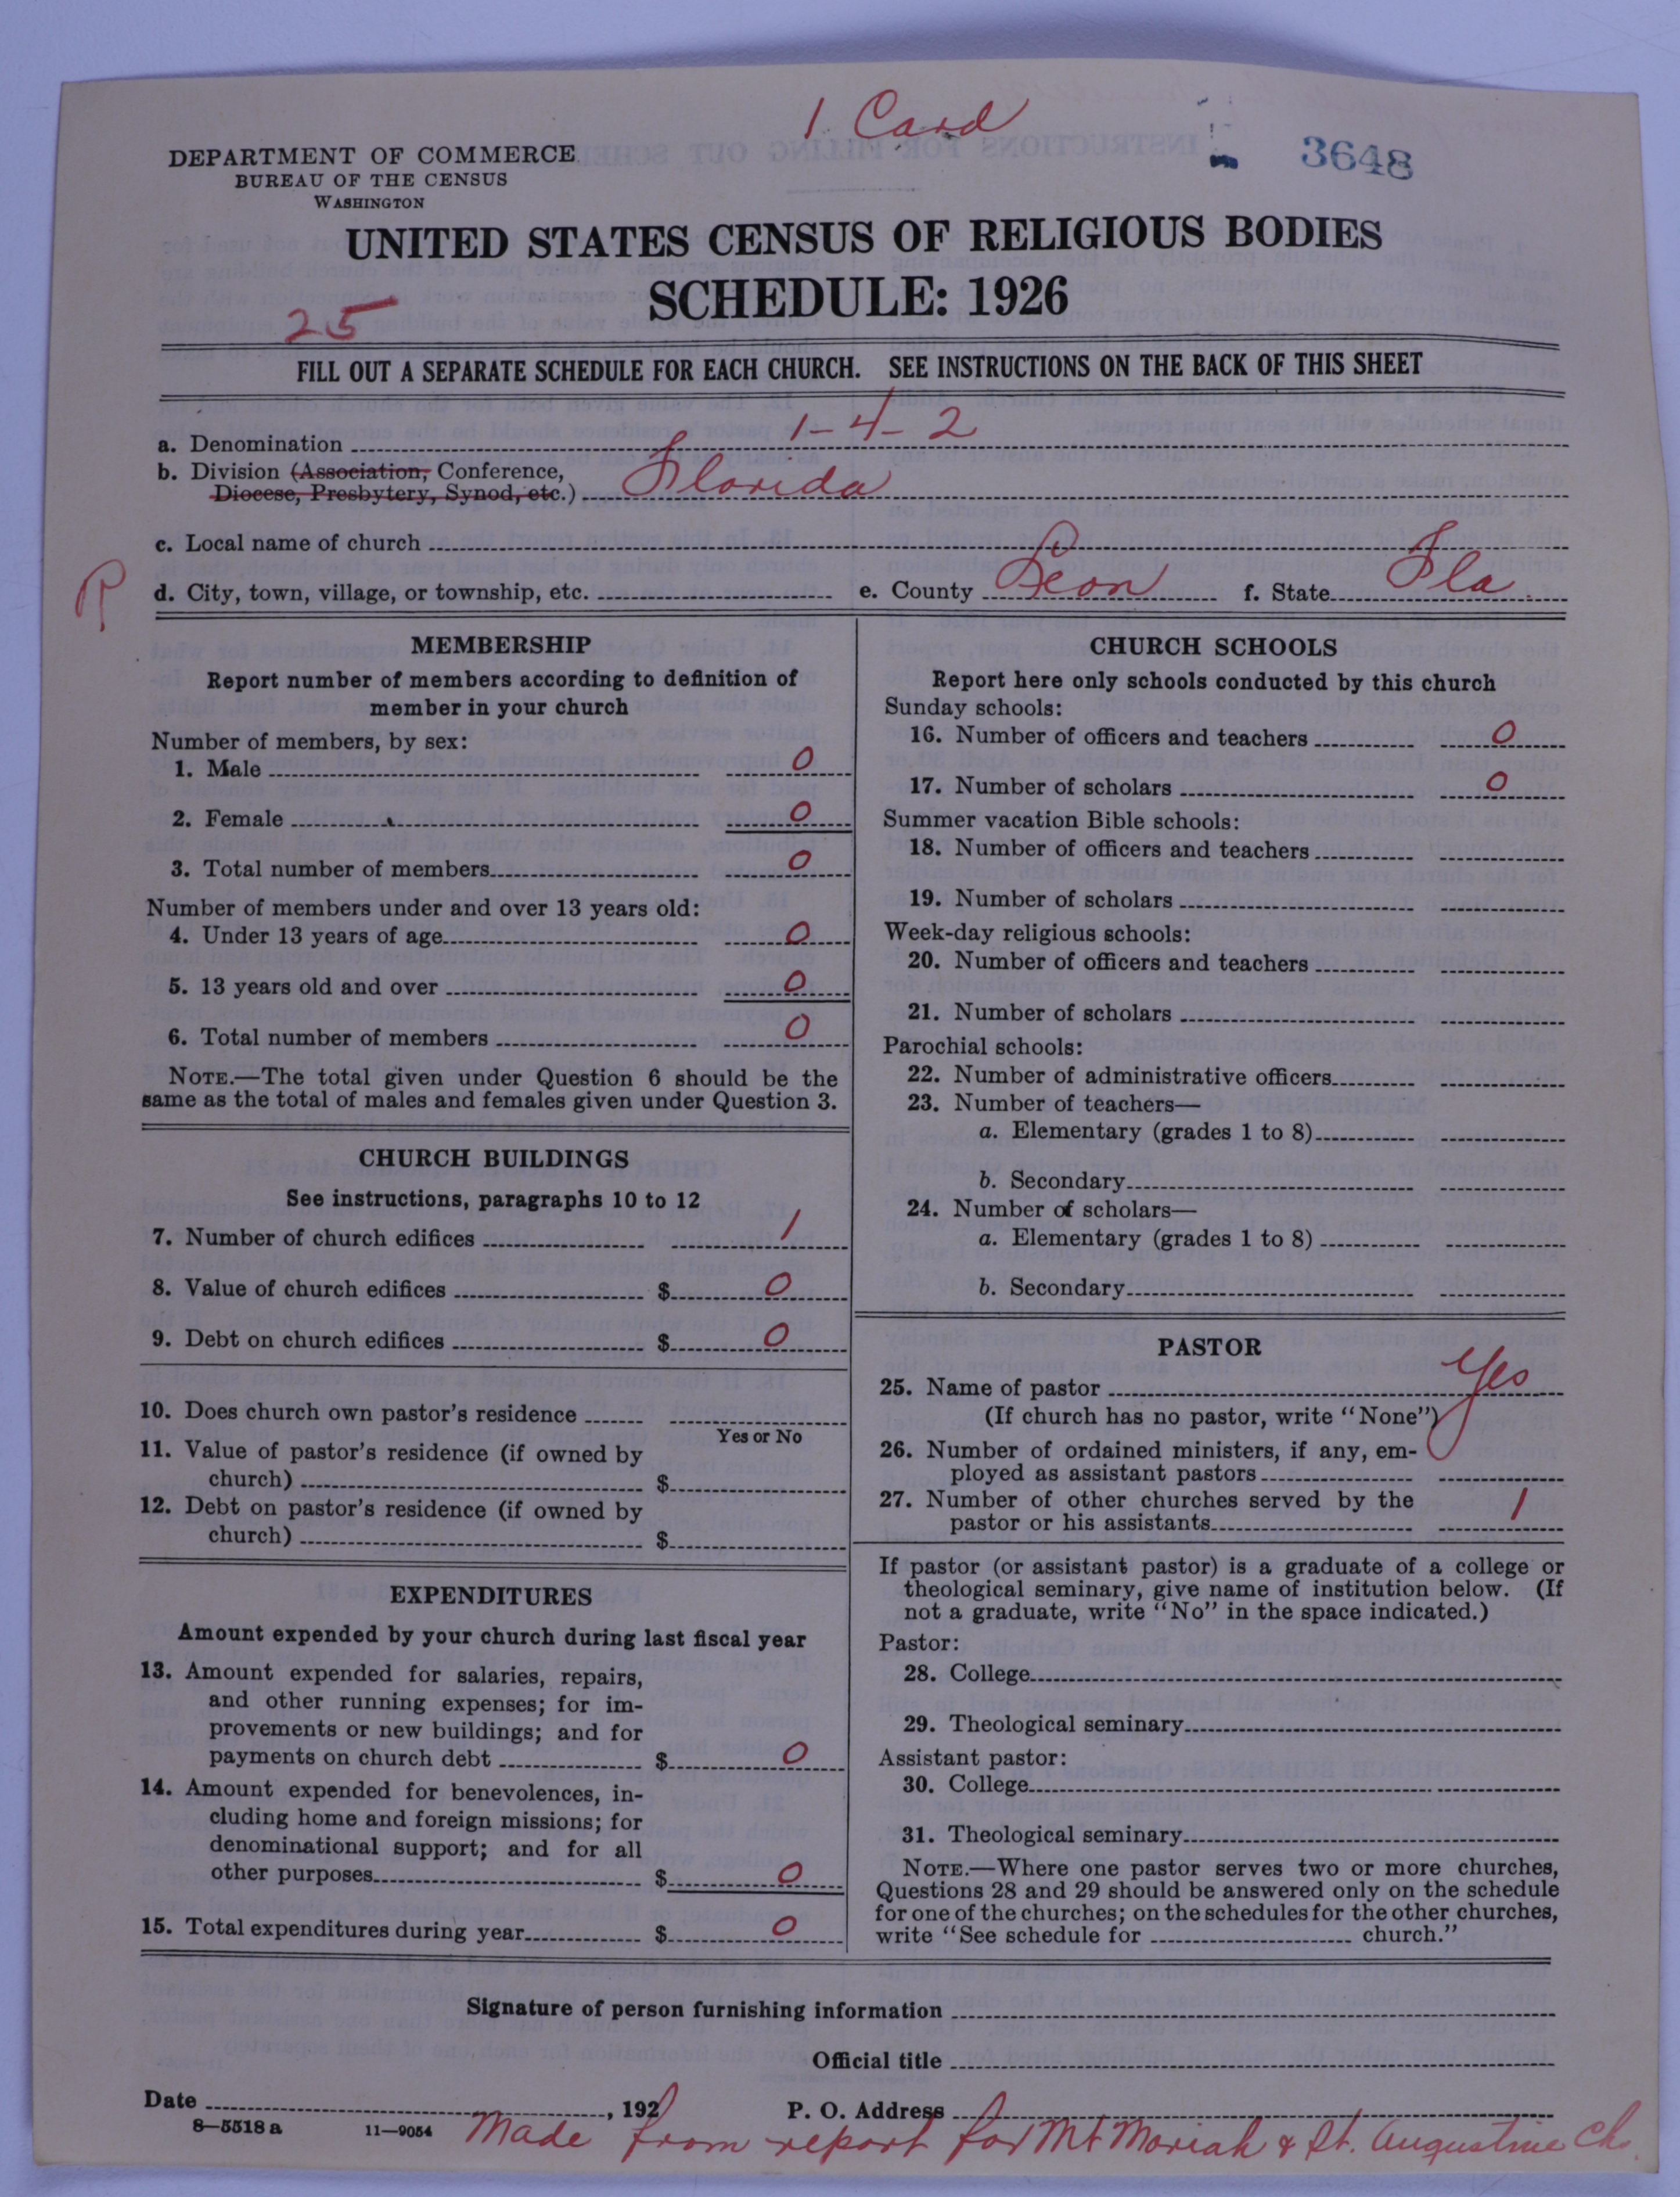 1 Card
3648
DEPARTMENT OF COMMERCE
BUREAU OF THE CENSUS
WASHINGTON
UNITED STATES CENSUS OF RELIGIOUS BODIES
SCHEDULE: 1926
25
FILL OUT A SEPARATE SCHEDULE FOR EACH CHURCH. SEE INSTRUCTIONS ON THE BACK OF THIS SHEET
a. Denomination 1-4-2
b. Division (Association, Conference,
Diocese, Presbytery, Synod, etc.) Florida
c. Local name of church
R
d. City, town, village, or township, etc. e. County Leon f. State Fla
MEMBERSHIP
Report number of members according to definition of
member in your church
Number of members, by sex:
1. Male 0
2. Female 0
3. Total number of members 0
Number of members under and over 13 years old:
4. Under 13 years of age 0
5. 13 years old and over 0
6. Total number of members 0
NOTE.—The total given under Question 6 should be the
same as the total of males and females given under Question 3.
CHURCH BUILDINGS
See instructions, paragraphs 10 to 12
7. Number of church edifices 1
8. Value of church edifices $ 0
9. Debt on church edifices $ 0
10. Does church own pastor's residence
Yes or No
11. Value of pastor's residence (if owned by
church) $
12. Debt on pastor's residence (if owned by
church) $
EXPENDITURES
Amount expended by your church during last fiscal year
13. Amount expended for salaries, repairs,
and other running expenses; for im-
provements or new buildings; and for
payments on church debt $ 0
14. Amount expended for benevolences, in-
cluding home and foreign missions; for
denominational support; and for all
other purposes $ 0
15. Total expenditures during year $ 0
CHURCH SCHOOLS
Report here only schools conducted by this church
Sunday schools:
16. Number of officers and teachers 0
17. Number of scholars 0
Summer vacation Bible schools:
18. Number of officers and teachers
19. Number of scholars
Week-day religious schools:
20. Number of officers and teachers
21. Number of scholars
Parochial schools:
22. Number of administrative officers
23. Number of teachers—
a. Elementary (grades 1 to 8)
b. Secondary
24. Number of scholars—
a. Elementary (grades 1 to 8)
b. Secondary
PASTOR
25. Name of pastor Yes
(If church has no pastor, write "None")
26. Number of ordained ministers, if any, em-
ployed as assistant pastors
27. Number of other churches served by the
pastor or his assistants 1
If pastor (or assistant pastor) is a graduate of a college or
theological seminary, give name of institution below. (If
not a graduate, write "No" in the space indicated.)
Pastor:
28. College
29. Theological seminary
Assistant pastor:
30. College
31. Theological seminary
NOTE.—Where one pastor serves two or more churches,
Questions 28 and 29 should be answered only on the schedule
for one of the churches; on the schedules for the other churches,
write "See schedule for church."
Signature of person furnishing information
Official title
Date , 192 P. O. Address
8—5518 a 11—9054 Made from report for Mt Moriah & St. Augustine Ch.